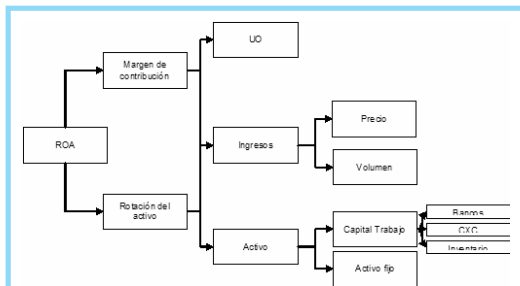 UO
Margen de
contribución
Precio
ROA
Ingresos
Volumen
Rotación del
activo
Bancos
Capital Trabajo
CXC
Activo
Inventario
Activo fijo